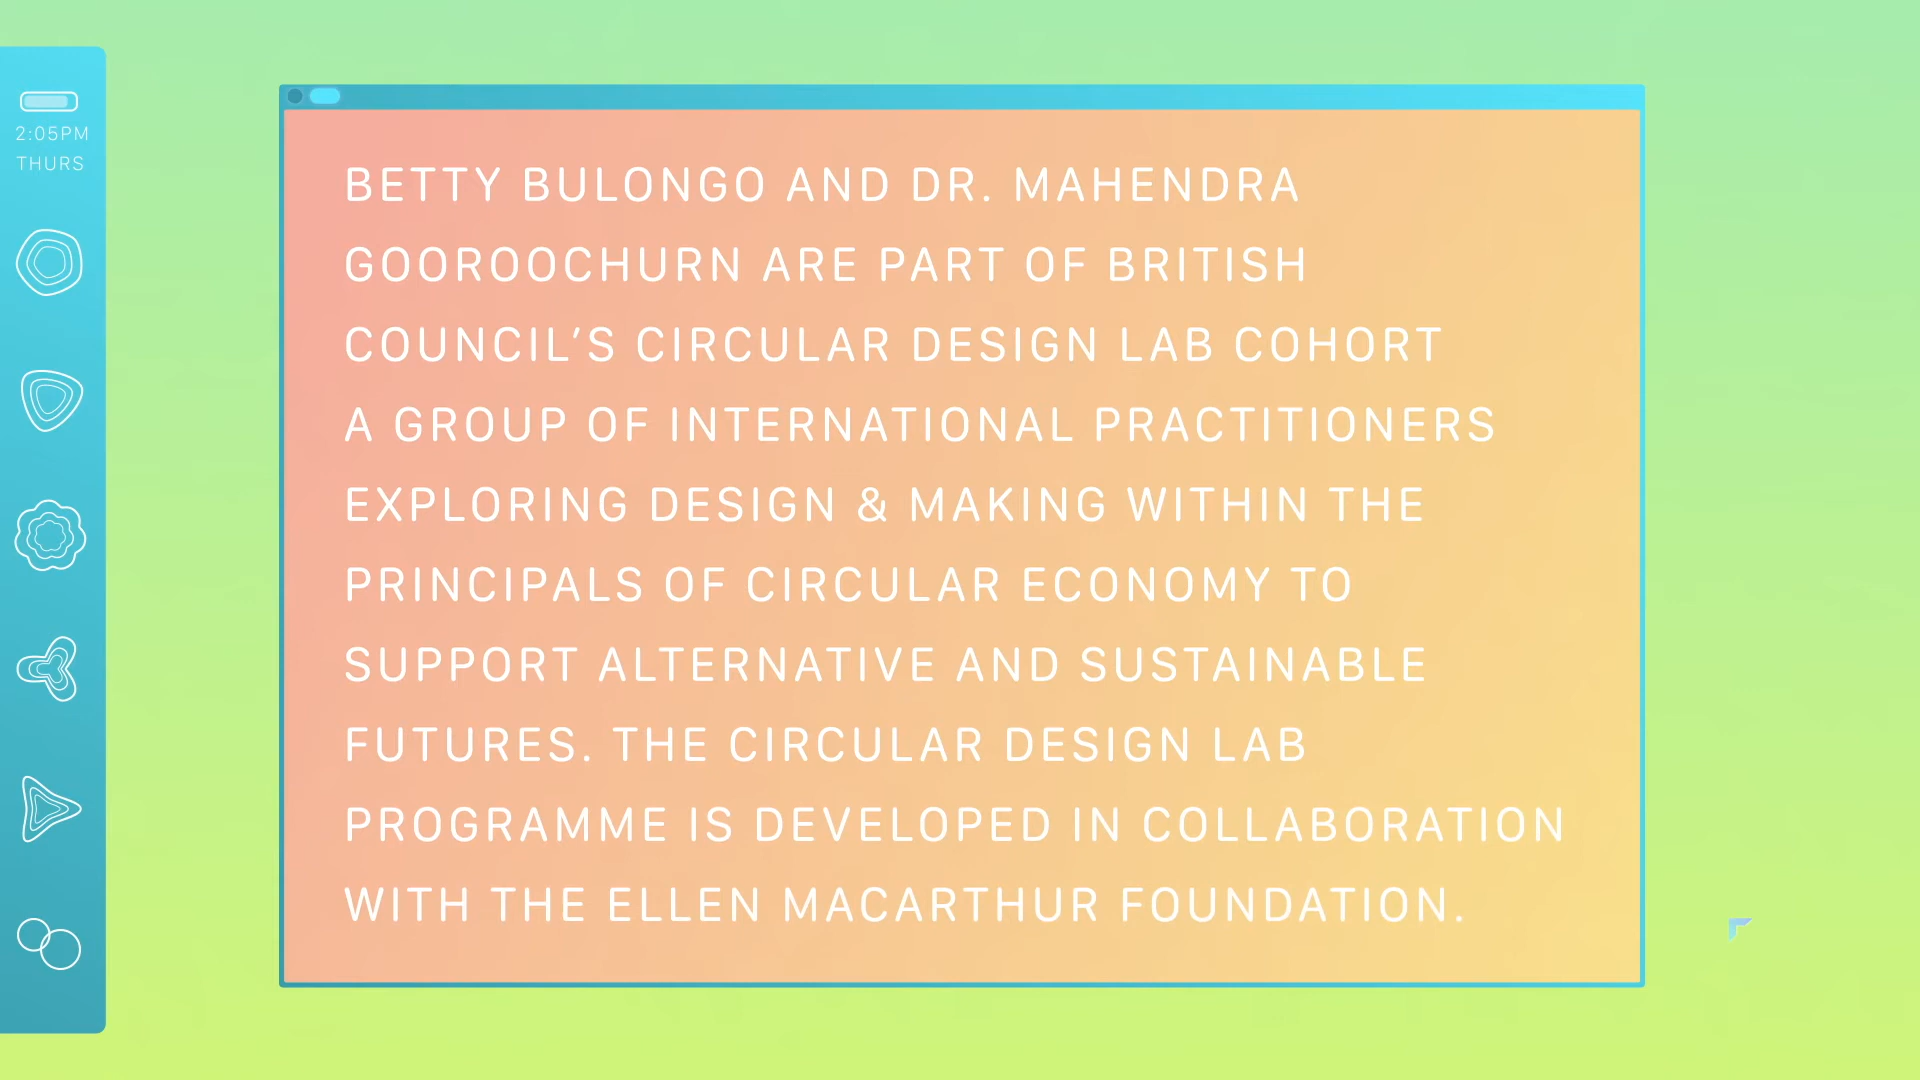 2:05PM
THURS
BETTY BULONGO AND DR. MAHENDRA
GOOROOCHURN ARE PART OF BRITISH
COUNCIL’S CIRCULAR DESIGN LAB COHORT
A GROUP OF INTERNATIONAL PRACTITIONERS
EXPLORING DESIGN & MAKING WITHIN THE
PRINCIPALS OF CIRCULAR ECONOMY TO
SUPPORT ALTERNATIVE AND SUSTAINABLE
FUTURES. THE CIRCULAR DESIGN LAB
PROGRAMME IS DEVELOPED IN COLLABORATION
WITH THE ELLEN MACARTHUR FOUNDATION.